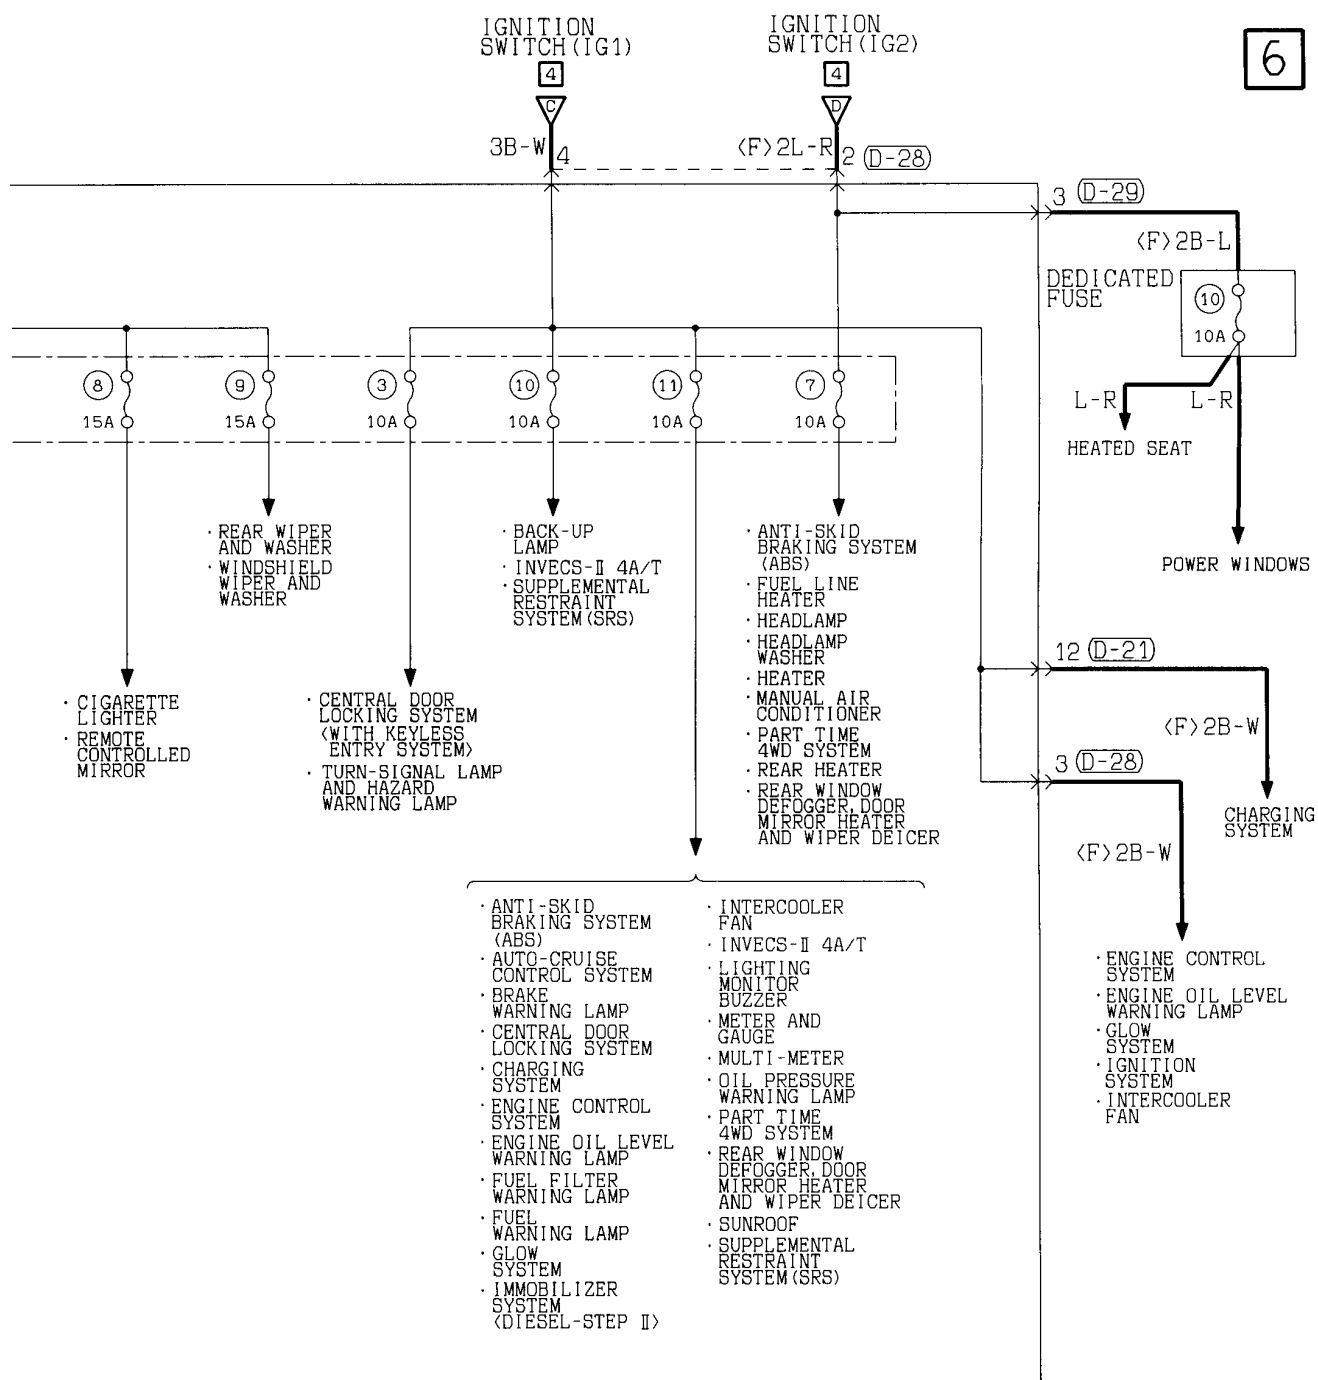 IGNITION
SWITCH(IG1)
IGNITION
SWITCH(IG2)
6
4
4
C
D
3B-W
4
〈F〉2L-R
2
D-28
3
D-29
〈F〉2B-L
DEDICATED
FUSE
10
10A
L-R
L-R
HEATED SEAT
POWER WINDOWS
8
15A
9
15A
3
10A
10
10A
11
10A
7
10A
· REAR WIPER
AND WASHER
· WINDSHIELD
WIPER AND
WASHER
· BACK-UP
LAMP
· INVECS-Ⅱ 4A/T
· SUPPLEMENTAL
RESTRAINT
SYSTEM(SRS)
· ANTI-SKID
BRAKING SYSTEM
(ABS)
· FUEL LINE
HEATER
· HEADLAMP
· HEADLAMP
WASHER
· HEATER
· MANUAL AIR
CONDITIONER
· PART TIME
4WD SYSTEM
· REAR HEATER
· REAR WINDOW
DEFOGGER,DOOR
MIRROR HEATER
AND WIPER DEICER
· CIGARETTE
LIGHTER
· REMOTE
CONTROLLED
MIRROR
· CENTRAL DOOR
LOCKING SYSTEM
〈WITH KEYLESS
ENTRY SYSTEM〉
· TURN-SIGNAL LAMP
AND HAZARD
WARNING LAMP
12
D-21
〈F〉2B-W
CHARGING
SYSTEM
3
D-28
〈F〉2B-W
· ENGINE CONTROL
SYSTEM
· ENGINE OIL LEVEL
WARNING LAMP
· GLOW
SYSTEM
· IGNITION
SYSTEM
· INTERCOOLER
FAN
· ANTI-SKID
BRAKING SYSTEM
(ABS)
· AUTO-CRUISE
CONTROL SYSTEM
· BRAKE
WARNING LAMP
· CENTRAL DOOR
LOCKING SYSTEM
· CHARGING
SYSTEM
· ENGINE CONTROL
SYSTEM
· ENGINE OIL LEVEL
WARNING LAMP
· FUEL FILTER
WARNING LAMP
· FUEL
WARNING LAMP
· GLOW
SYSTEM
· IMMOBILIZER
SYSTEM
〈DIESEL-STEP Ⅱ〉
· INTERCOOLER
FAN
· INVECS-Ⅱ 4A/T
· LIGHTING
MONITOR
BUZZER
· METER AND
GAUGE
· MULTI-METER
· OIL PRESSURE
WARNING LAMP
· PART TIME
4WD SYSTEM
· REAR WINDOW
DEFOGGER,DOOR
MIRROR HEATER
AND WIPER DEICER
· SUNROOF
· SUPPLEMENTAL
RESTRAINT
SYSTEM(SRS)